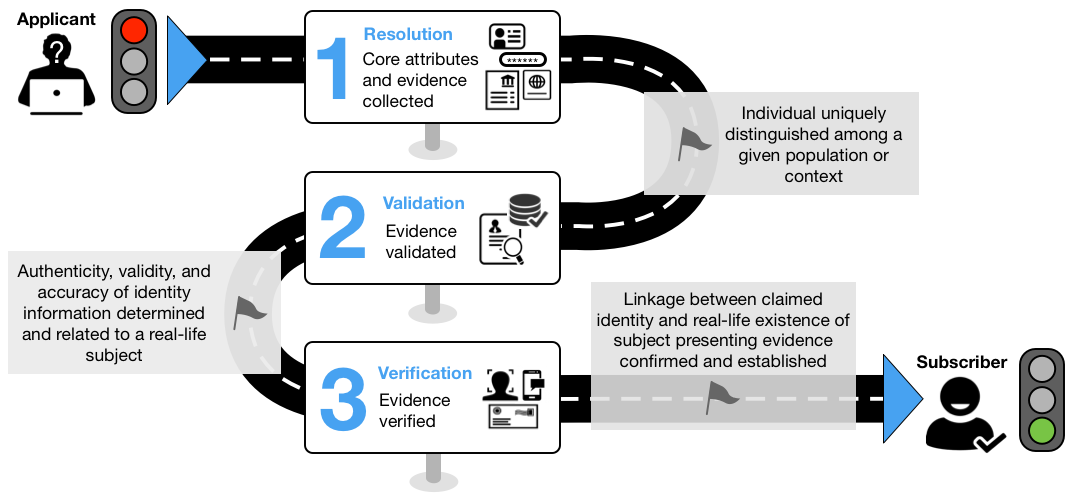 Applicant
?
1
Resolution
Core attributes
and evidence
collected
******
Individual uniquely
distinguished among a
given population or
context
2
Validation
Evidence
validated
Authenticity, validity, and
accuracy of identity
information determined
and related to a real-life
subject
3
Verification
Evidence
verified
Linkage between claimed
identity and real-life existence of
subject presenting evidence
confirmed and established
Subscriber